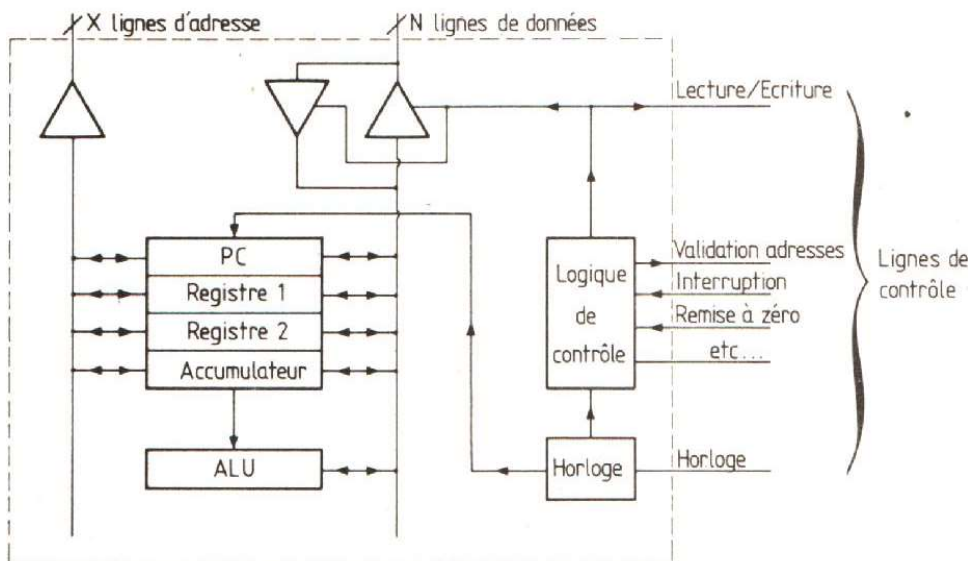 X lignes d'adresse
N lignes de données
Lecture/Ecriture
PC
Registre 1
Registre 2
Accumulateur
ALU
Logique
de
contrôle
Horloge
Validation adresses
Interruption
Remise à zéro
etc...
Horloge
Lignes de
contrôle